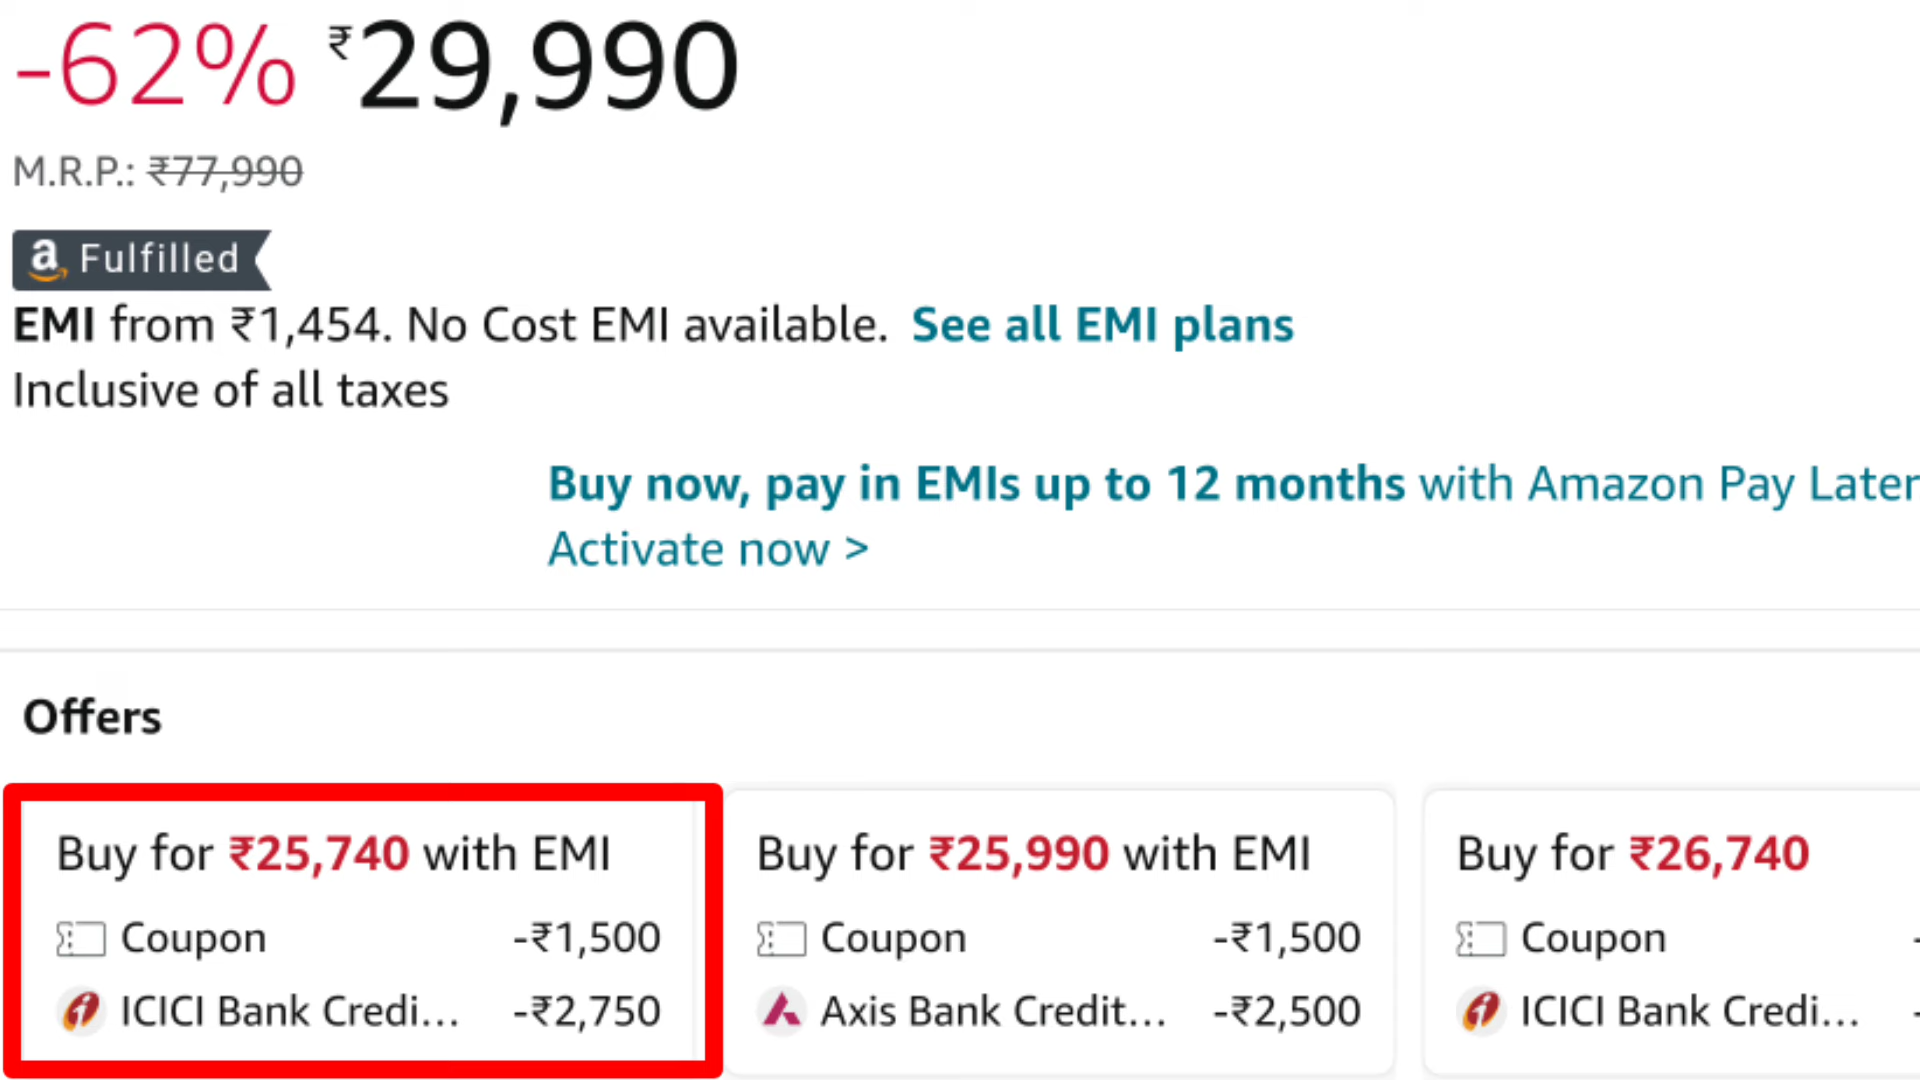 -62% ₹29,990
M.R.P.: ₹77,990
a Fulfilled
EMI from ₹1,454. No Cost EMI available. See all EMI plans
Inclusive of all taxes
Buy now, pay in EMIs up to 12 months with Amazon Pay Later
Activate now >
Offers
Buy for ₹25,740 with EMI
Coupon -₹1,500
ICICI Bank Credi... -₹2,750
Buy for ₹25,990 with EMI
Coupon -₹1,500
Axis Bank Credit... -₹2,500
Buy for ₹26,740
Coupon -
ICICI Bank Credi... -